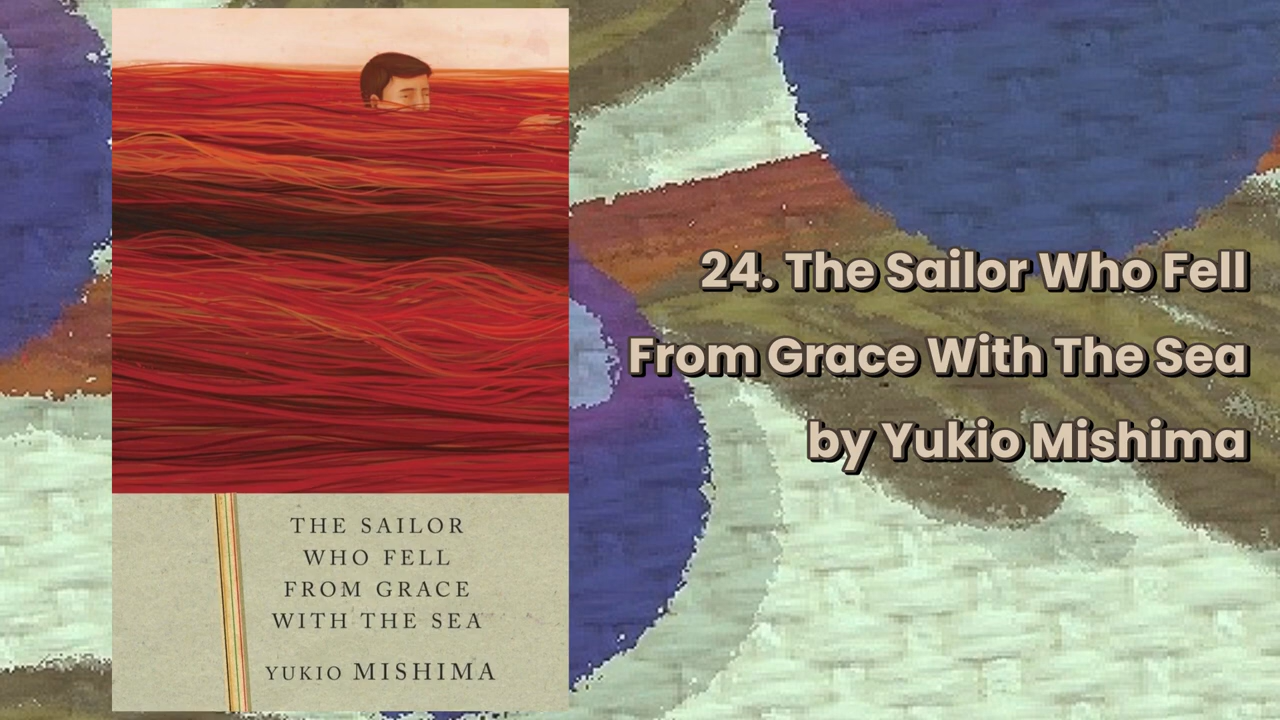 THE SAILOR
WHO FELL
FROM GRACE
WITH THE SEA
YUKIO MISHIMA
24. The Sailor Who Fell
From Grace With The Sea
by Yukio Mishima